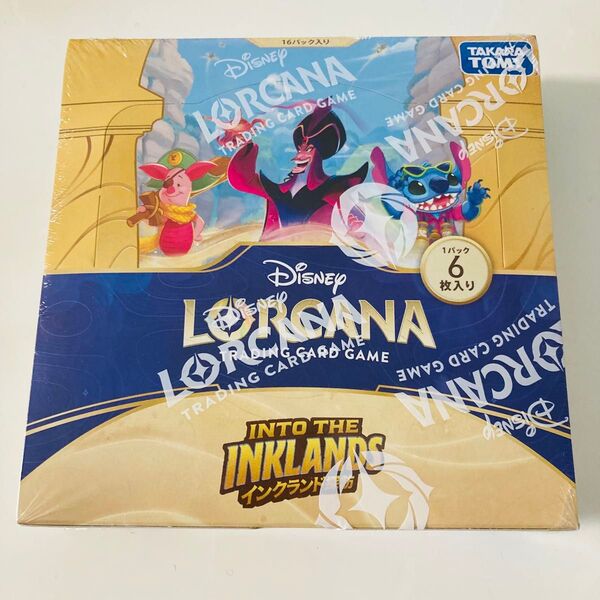 16パック入り
TAKARA TOMY
Disney
LORCANA
TRADING CARD GAME
Disney
LORCANA
TRADING CARD GAME
1パック
6
枚入り
Disney
LORCANA
TRADING CARD GAME
Disney
LORCANA
TRADING CARD GAME
Disney
LORCANA
TRADING CARD GAME
INTO THE
INKLANDS
インクランド